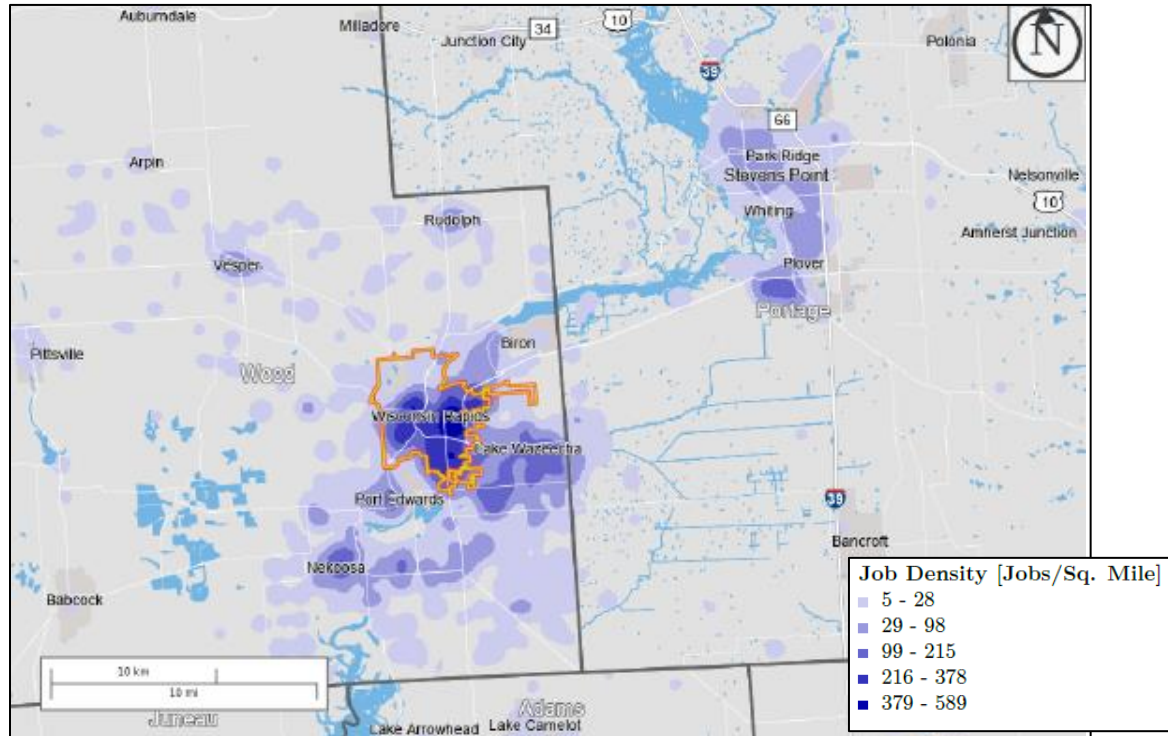 Auburndale
Milladore
Junction City
34
10
39
Polonia
N
66
Arpin
Park Ridge
Stevens Point
Nelsonville
10
Whiting
Amherst Junction
Rudolph
Vesper
Plover
Portage
Biron
Pittsville
Wood
Wisconsin Rapids
Lake Wazeecha
Port Edwards
39
Bancroft
Nekoosa
Babcock
Job Density [Jobs/Sq. Mile]
5 - 28
29 - 98
99 - 215
216 - 378
379 - 589
10 km
10 mi
Juneau
Adams
Lake Arrowhead
Lake Camelot